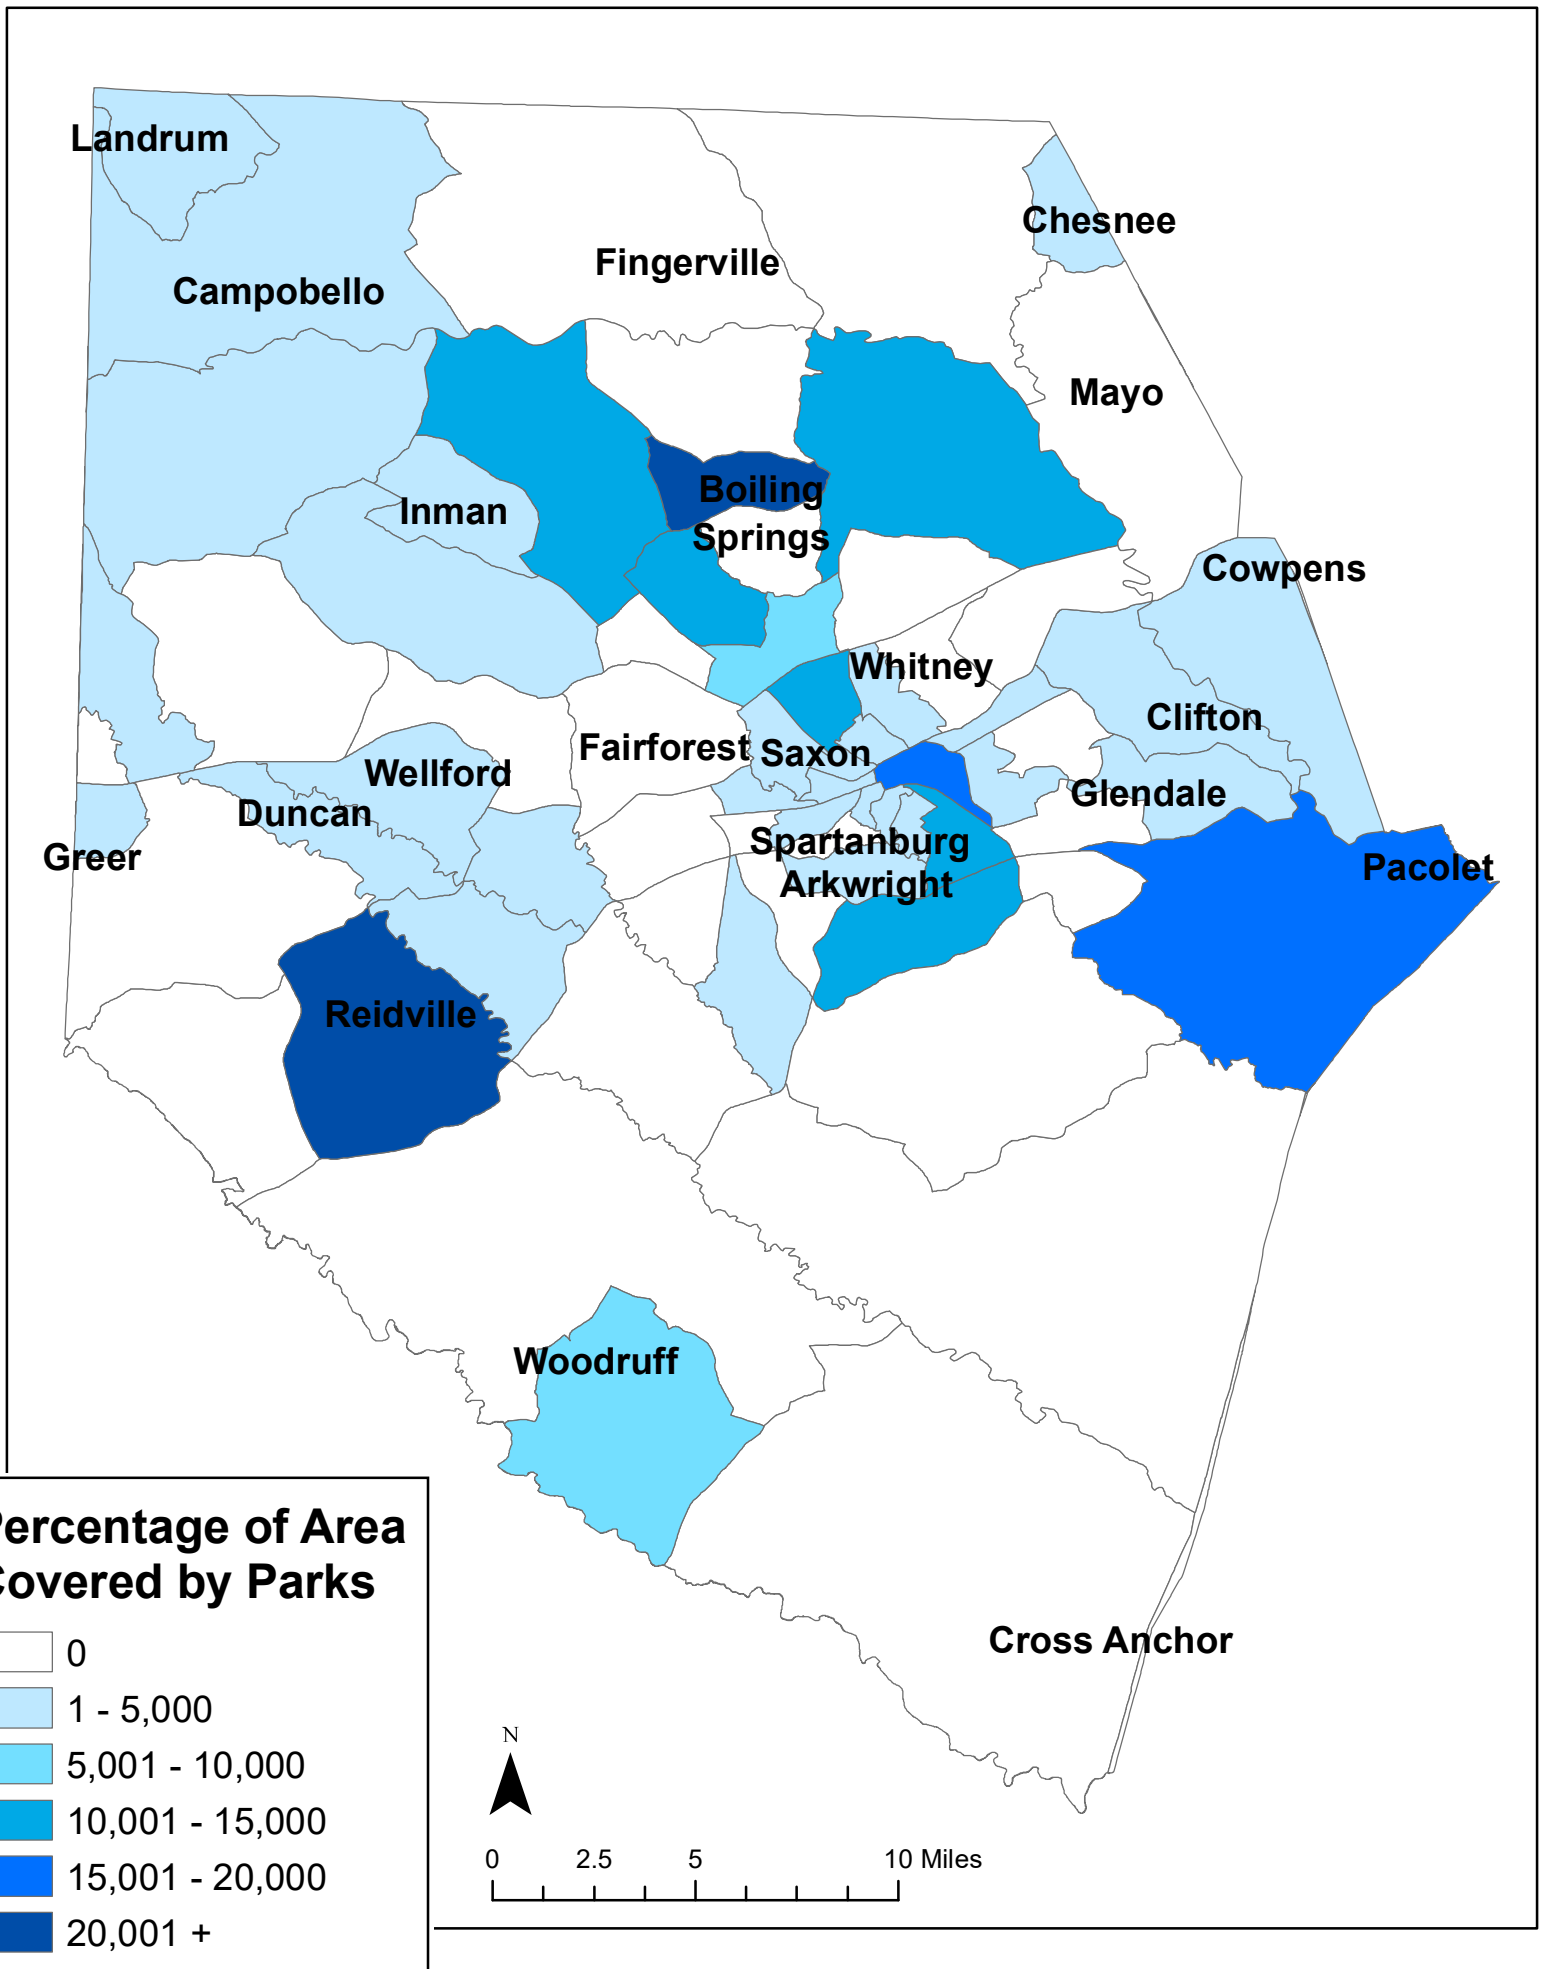 Landrum
Chesnee
Fingerville
Campobello
Mayo
Boiling
Springs
Inman
Cowpens
Whitney
Clifton
Fairforest
Saxon
Wellford
Glendale
Duncan
Spartanburg
Greer
Pacolet
Arkwright
Reidville
Woodruff
Cross Anchor
ercentage of Area
overed by Parks
0
1 - 5,000
5,001 - 10,000
10,001 - 15,000
15,001 - 20,000
20,001 +
N
0 2.5 5 10 Miles